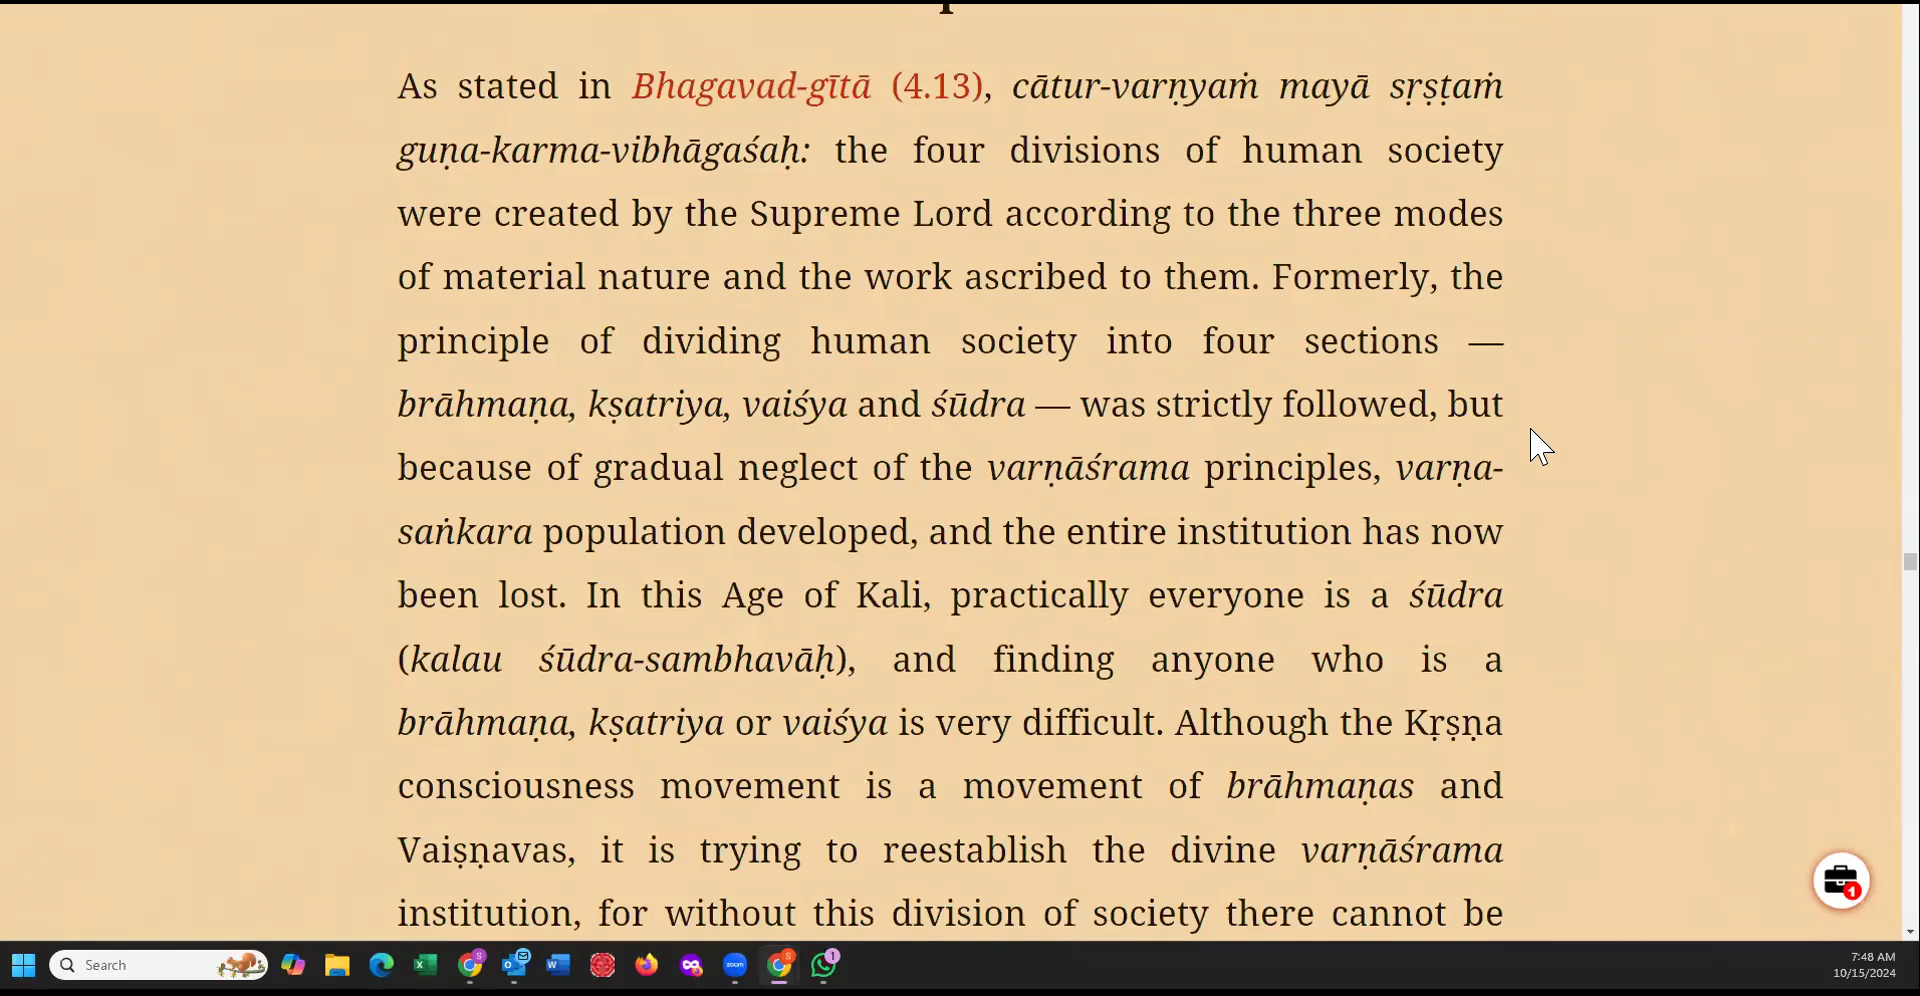 As stated in Bhagavad-gītā (4.13), cātur-varṇyaṁ mayā sṛṣṭaṁ
guṇa-karma-vibhāgaśaḥ: the four divisions of human society
were created by the Supreme Lord according to the three modes
of material nature and the work ascribed to them. Formerly, the
principle of dividing human society into four sections —
brāhmaṇa, kṣatriya, vaiśya and śūdra — was strictly followed, but
because of gradual neglect of the varṇāśrama principles, varṇa-
saṅkara population developed, and the entire institution has now
been lost. In this Age of Kali, practically everyone is a śūdra
(kalau śūdra-sambhavāḥ), and finding anyone who is a
brāhmaṇa, kṣatriya or vaiśya is very difficult. Although the Kṛṣṇa
consciousness movement is a movement of brāhmaṇas and
Vaiṣṇavas, it is trying to reestablish the divine varṇāśrama
institution, for without this division of society there cannot be
1
Search
zoom
1
7:48 AM
10/15/2024